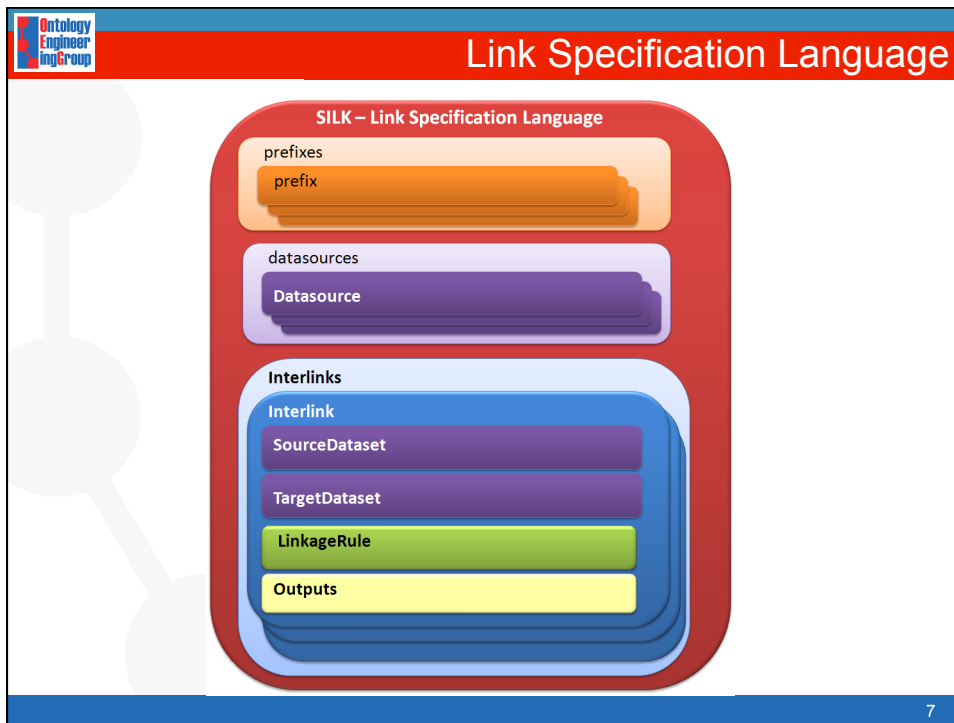 Ontology
Engineer
ingGroup
Link Specification Language
SILK – Link Specification Language
prefixes
prefix
datasources
Datasource
Interlinks
Interlink
SourceDataset
TargetDataset
LinkageRule
Outputs
7